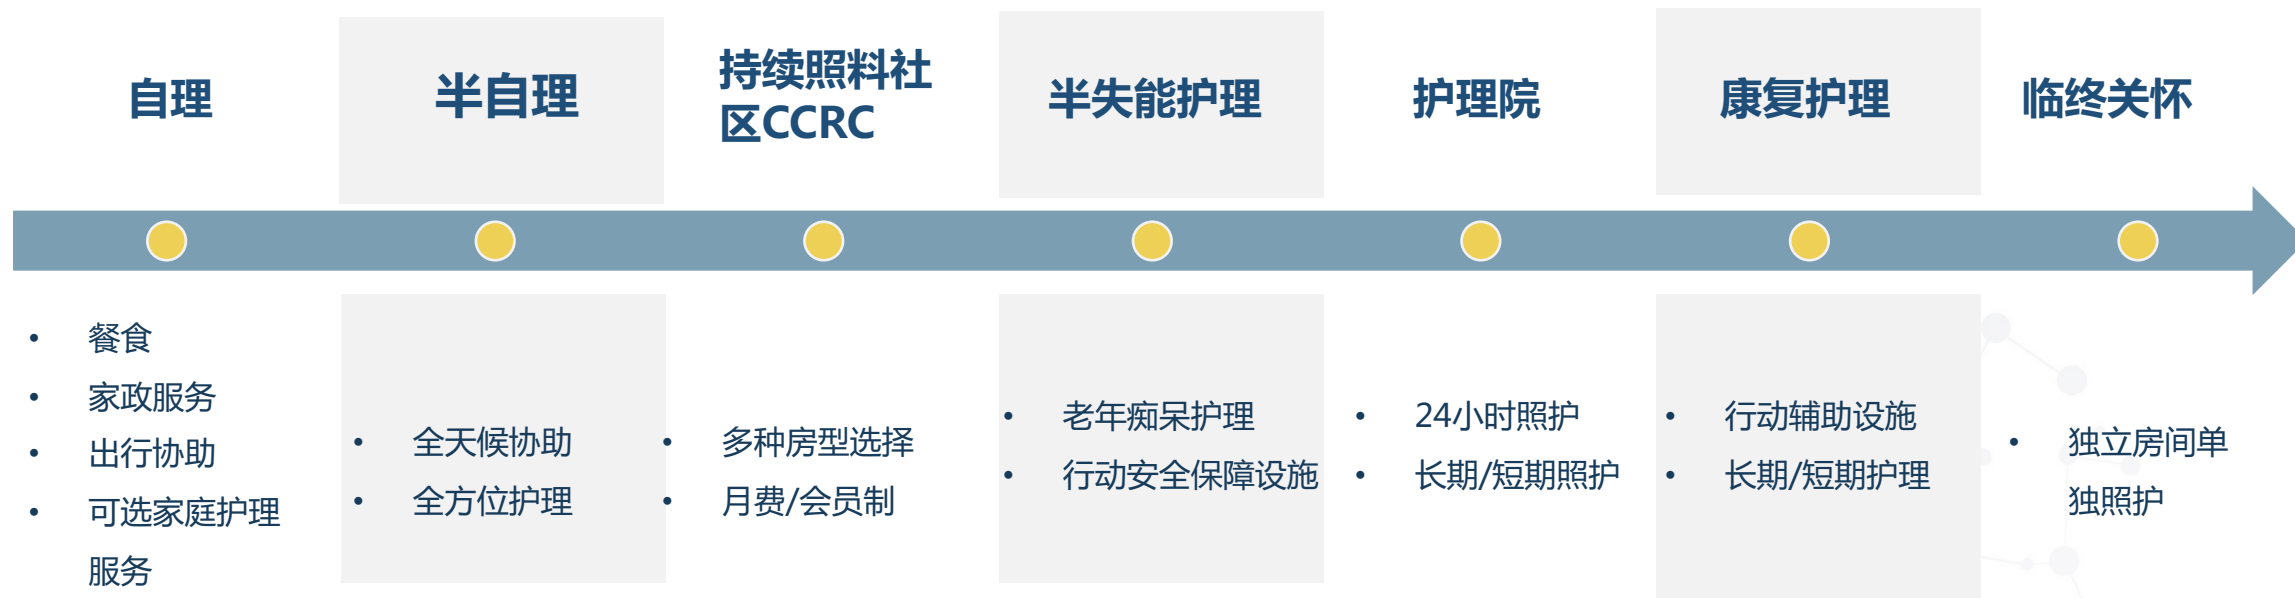 自理
半自理
持续照料社
区CCRC
半失能护理
护理院
康复护理
临终关怀
• 餐食
• 家政服务
• 出行协助
• 可选家庭护理
服务
• 全天候协助
• 全方位护理
• 多种房型选择
• 月费/会员制
• 老年痴呆护理
• 行动安全保障设施
• 24小时照护
• 长期/短期照护
• 行动辅助设施
• 长期/短期护理
• 独立房间单
独照护